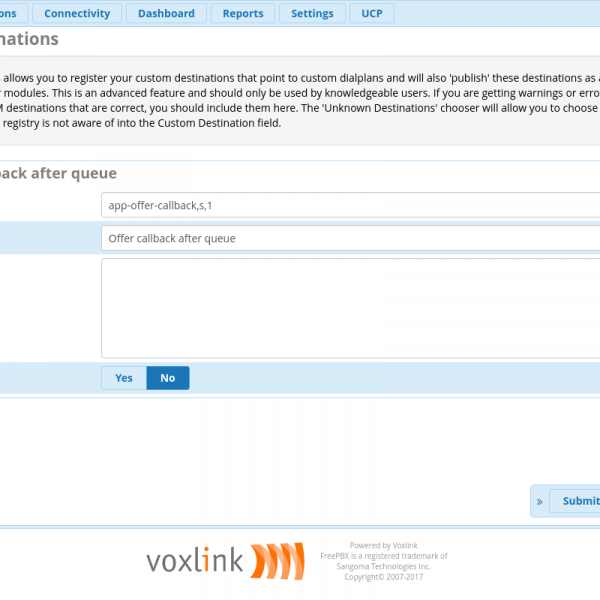 ons Connectivity Dashboard Reports Settings UCP
nations
allows you to register your custom destinations that point to custom dialplans and will also 'publish' these destinations as a
modules. This is an advanced feature and should only be used by knowledgeable users. If you are getting warnings or erro
M destinations that are correct, you should include them here. The 'Unknown Destinations' chooser will allow you to choose
registry is not aware of into the Custom Destination field.
back after queue
app-offer-callback,s,1
Offer callback after queue
Yes No
» Submit
voxlink
Powered by Voxlink
FreePBX is a registered trademark of
Sangoma Technologies Inc.
Copyright© 2007-2017